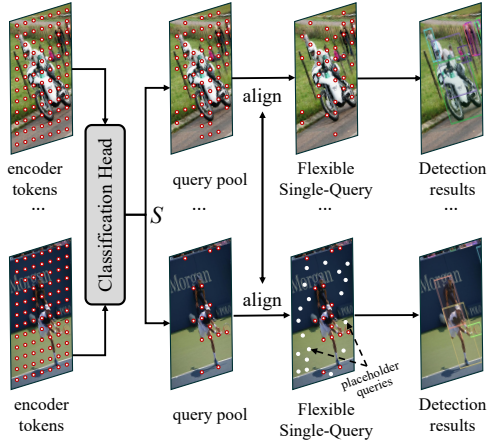 encoder
tokens
...
Classification Head
S
query pool
...
align
Flexible
Single-Query
...
Detection
results
...
Morgan
encoder
tokens
Morgan
query pool
align
Morgan
placeholder
queries
Flexible
Single-Query
Detection
results